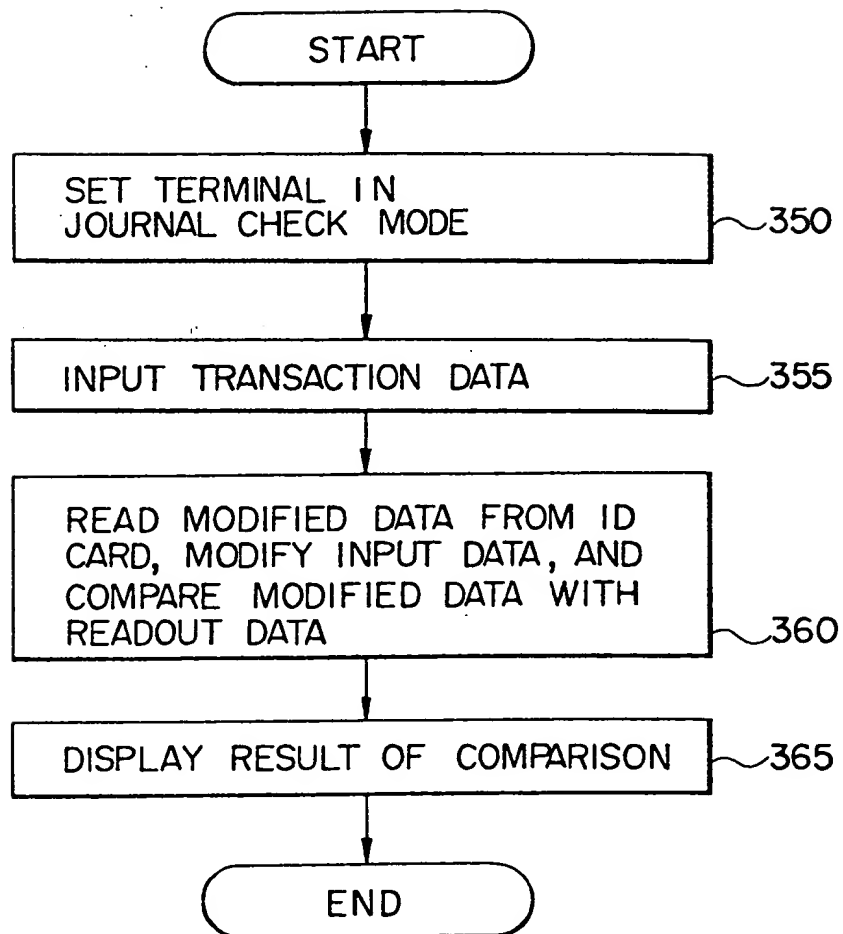 START
SET TERMINAL IN
JOURNAL CHECK MODE
350
INPUT TRANSACTION DATA
355
READ MODIFIED DATA FROM ID
CARD, MODIFY INPUT DATA, AND
COMPARE MODIFIED DATA WITH
READOUT DATA
360
DISPLAY RESULT OF COMPARISON
365
END